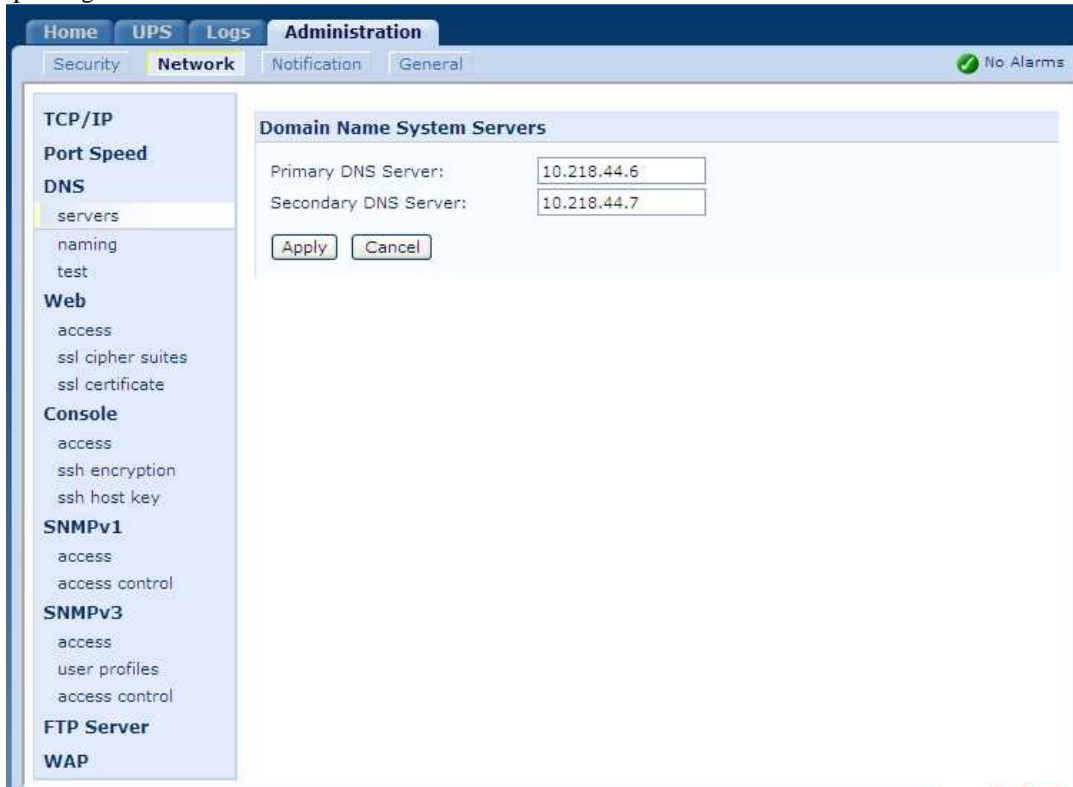 Home UPS Logs Administration
Security Network Notification General No Alarms
TCP/IP
Port Speed
DNS
servers
naming
test
Web
access
ssl cipher suites
ssl certificate
Console
access
ssh encryption
ssh host key
SNMPv1
access
access control
SNMPv3
access
user profiles
access control
FTP Server
WAP
Domain Name System Servers
Primary DNS Server: 10.218.44.6
Secondary DNS Server: 10.218.44.7
Apply Cancel